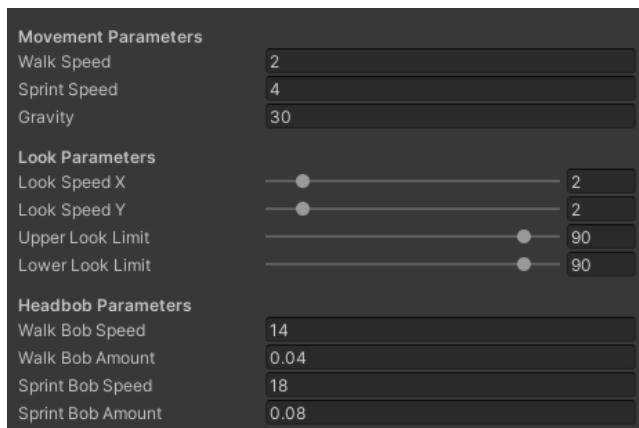 Movement Parameters
Walk Speed 2
Sprint Speed 4
Gravity 30
Look Parameters
Look Speed X 2
Look Speed Y 2
Upper Look Limit 90
Lower Look Limit 90
Headbob Parameters
Walk Bob Speed 14
Walk Bob Amount 0.04
Sprint Bob Speed 18
Sprint Bob Amount 0.08